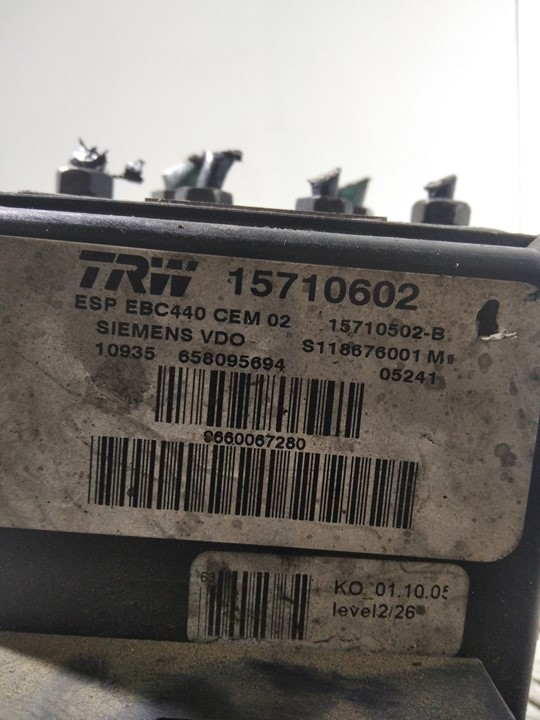 TRW 15710602
ESP EBC440 CEM 02 15710502-B
SIEMENS VDO S118676001
10935 658095694 05241
9660067280
63
KO_01.10.05
level2/26